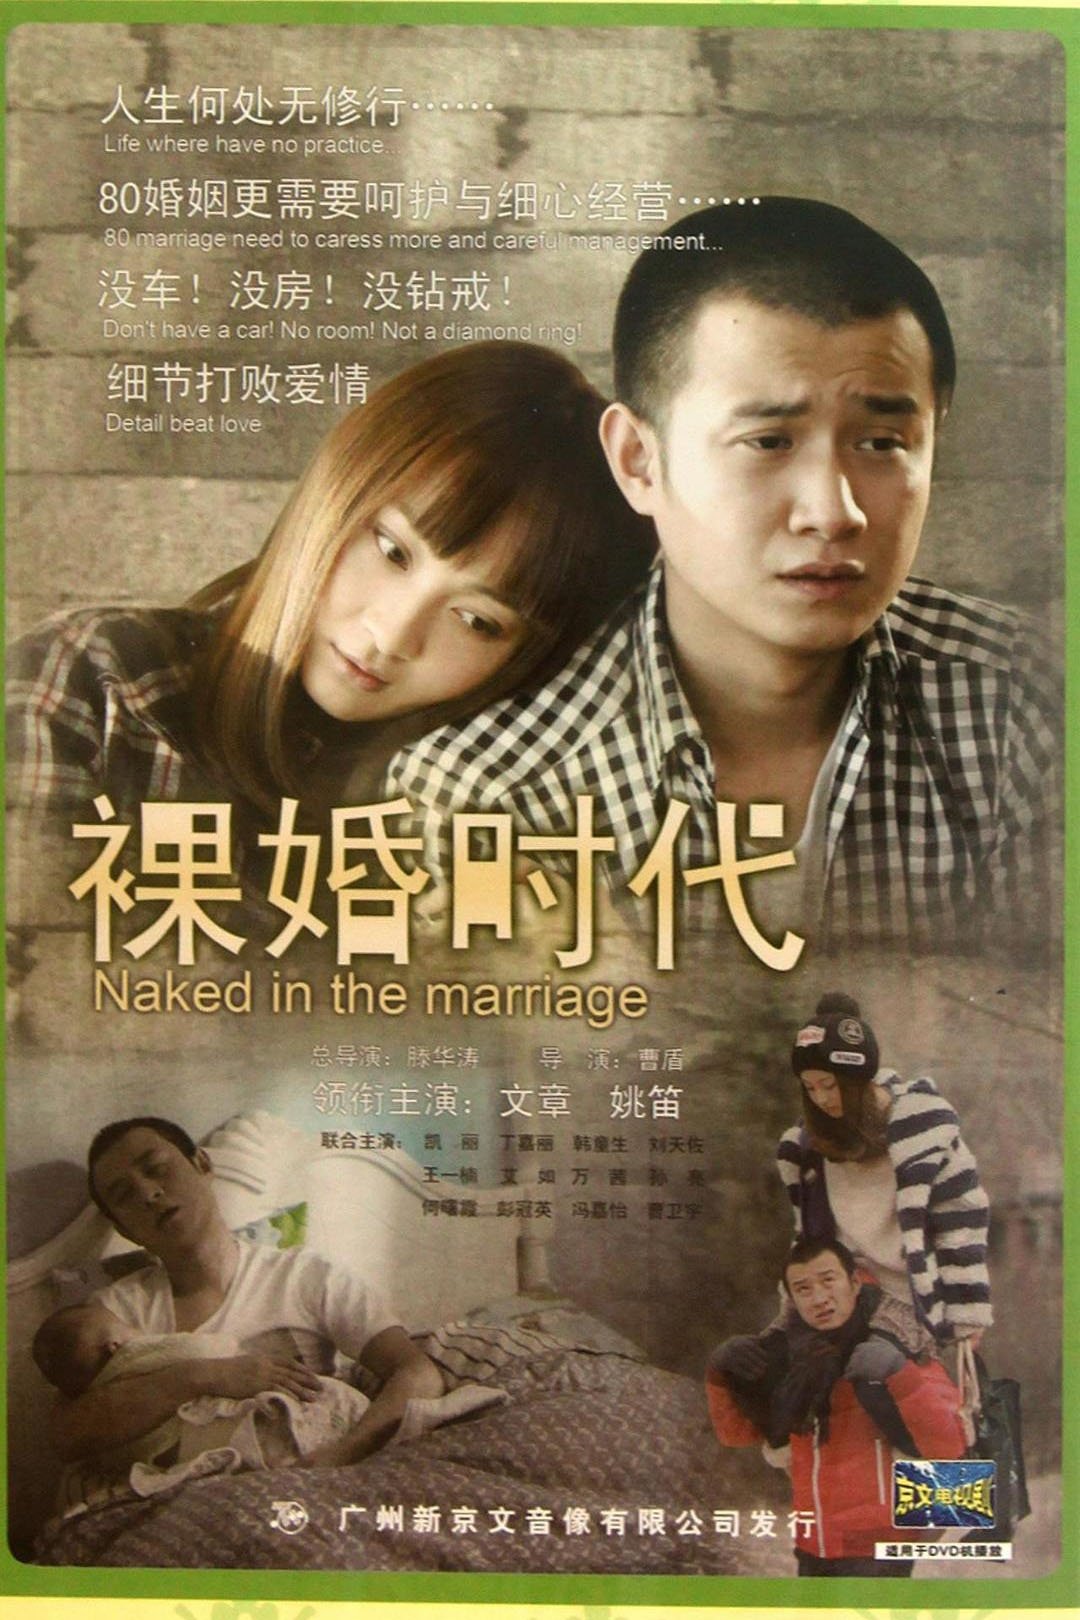 人生何处无修行……
Life where have no practice...
80婚姻更需要呵护与细心经营……
80 marriage need to caress more and careful management...
没车！没房！没钻戒！
Don't have a car! No room! Not a diamond ring!
细节打败爱情
Detail beat love
裸婚时代
Naked in the marriage
总导演：滕华涛 导 演：曹盾
领衔主演：文章 姚笛
联合主演：凯 丽 丁嘉丽 韩童生 刘天佐
王一楠 艾 如 万 茜 孙 亮
何曙霞 彭冠英 冯嘉怡 曹卫宇
广州新京文音像有限公司发行
京文电视剧
适用于DVD机播放